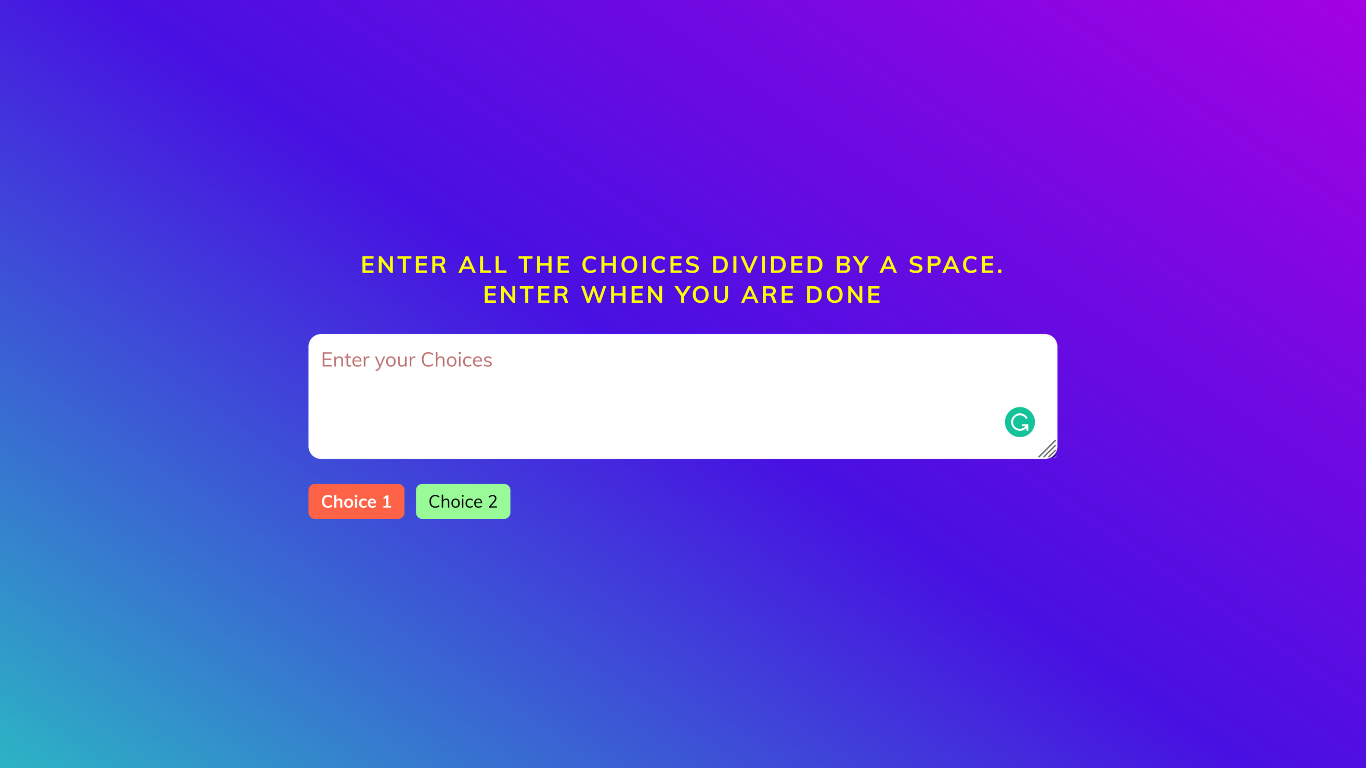 ENTER ALL THE CHOICES DIVIDED BY A SPACE.
ENTER WHEN YOU ARE DONE
Enter your Choices
Choice 1 Choice 2